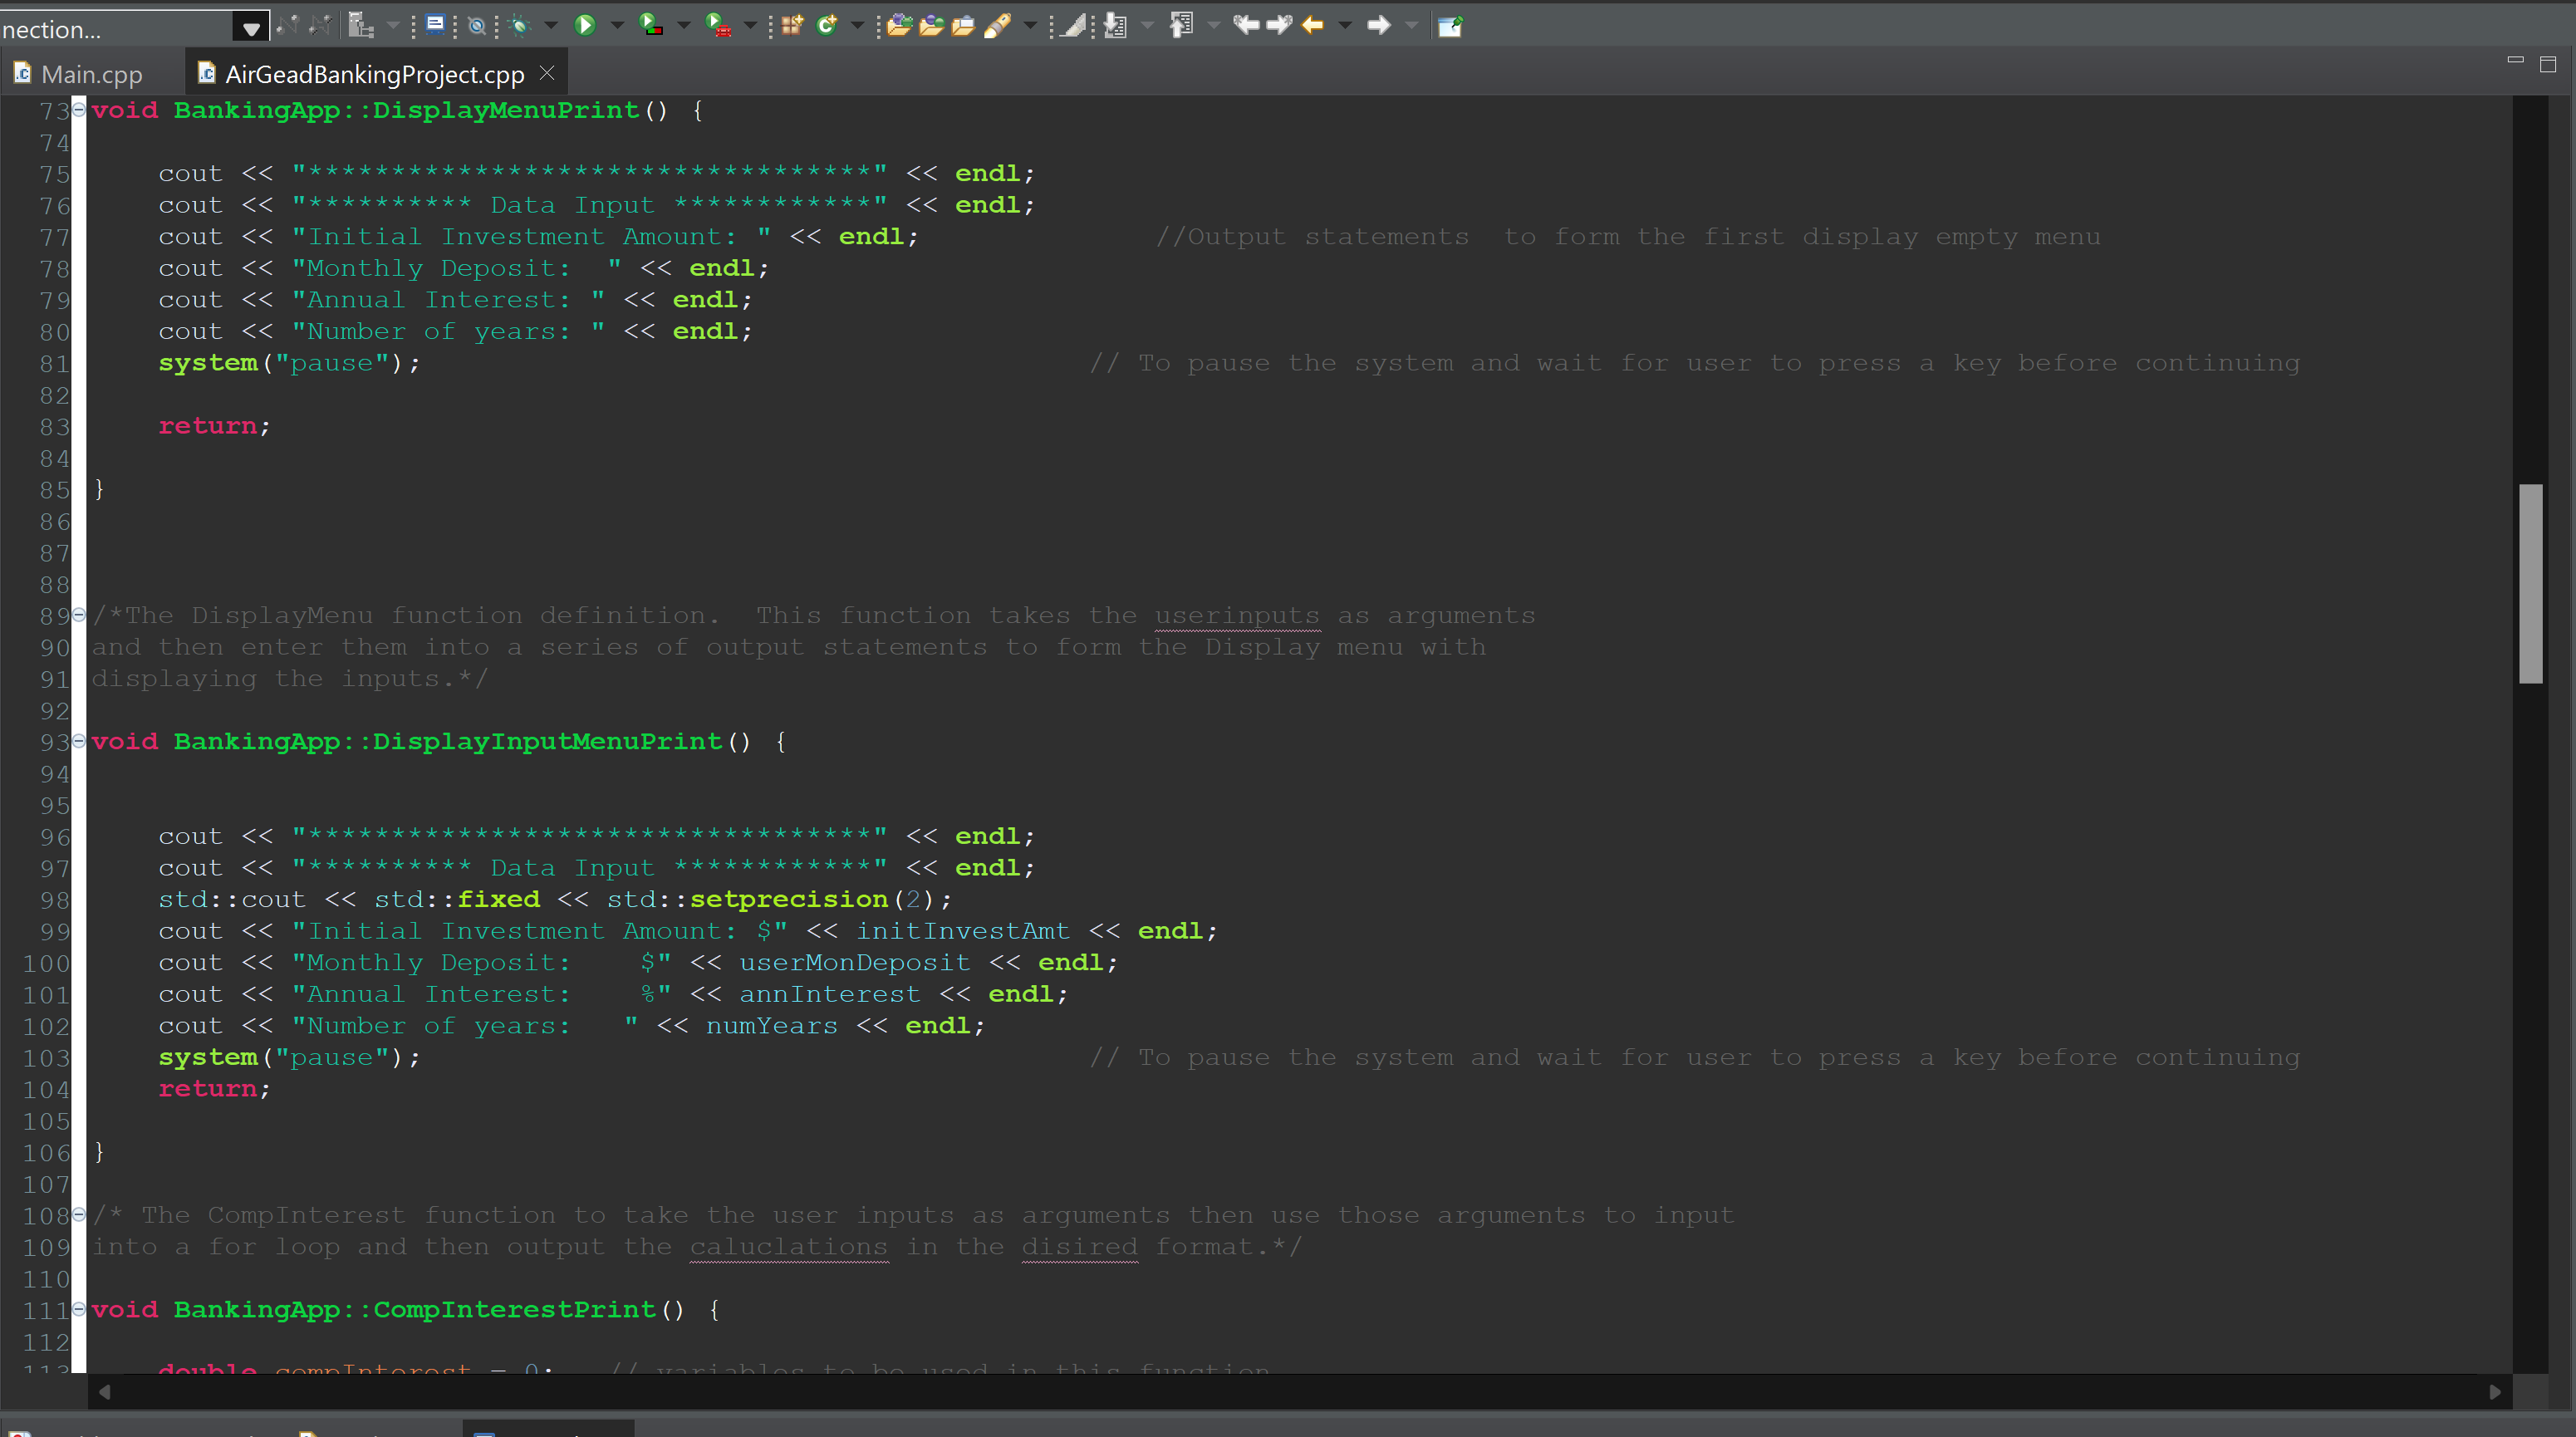 nection...
Main.cpp
AirGeadBankingProject.cpp
73 void BankingApp::DisplayMenuPrint() {
74
75 cout << "**********************************" << endl;
76 cout << "********** Data Input ************" << endl;
77 cout << "Initial Investment Amount: " << endl; //Output statements  to form the first display empty menu
78 cout << "Monthly Deposit:  " << endl;
79 cout << "Annual Interest: " << endl;
80 cout << "Number of years: " << endl;
81 system("pause"); // To pause the system and wait for user to press a key before continuing
82
83 return;
84
85 }
86
87
88
89 /*The DisplayMenu function definition.  This function takes the userinputs as arguments
90 and then enter them into a series of output statements to form the Display menu with
91 displaying the inputs.*/
92
93 void BankingApp::DisplayInputMenuPrint() {
94
95
96 cout << "**********************************" << endl;
97 cout << "********** Data Input ************" << endl;
98 std::cout << std::fixed << std::setprecision(2);
99 cout << "Initial Investment Amount: $" << initInvestAmt << endl;
100 cout << "Monthly Deposit:    $" << userMonDeposit << endl;
101 cout << "Annual Interest:    %" << annInterest << endl;
102 cout << "Number of years:   " << numYears << endl;
103 system("pause"); // To pause the system and wait for user to press a key before continuing
104 return;
105
106 }
107
108 /* The CompInterest function to take the user inputs as arguments then use those arguments to input
109 into a for loop and then output the caluclations in the disired format.*/
110
111 void BankingApp::CompInterestPrint() {
112
113 double compInterest = 0; // variables to be used in this function